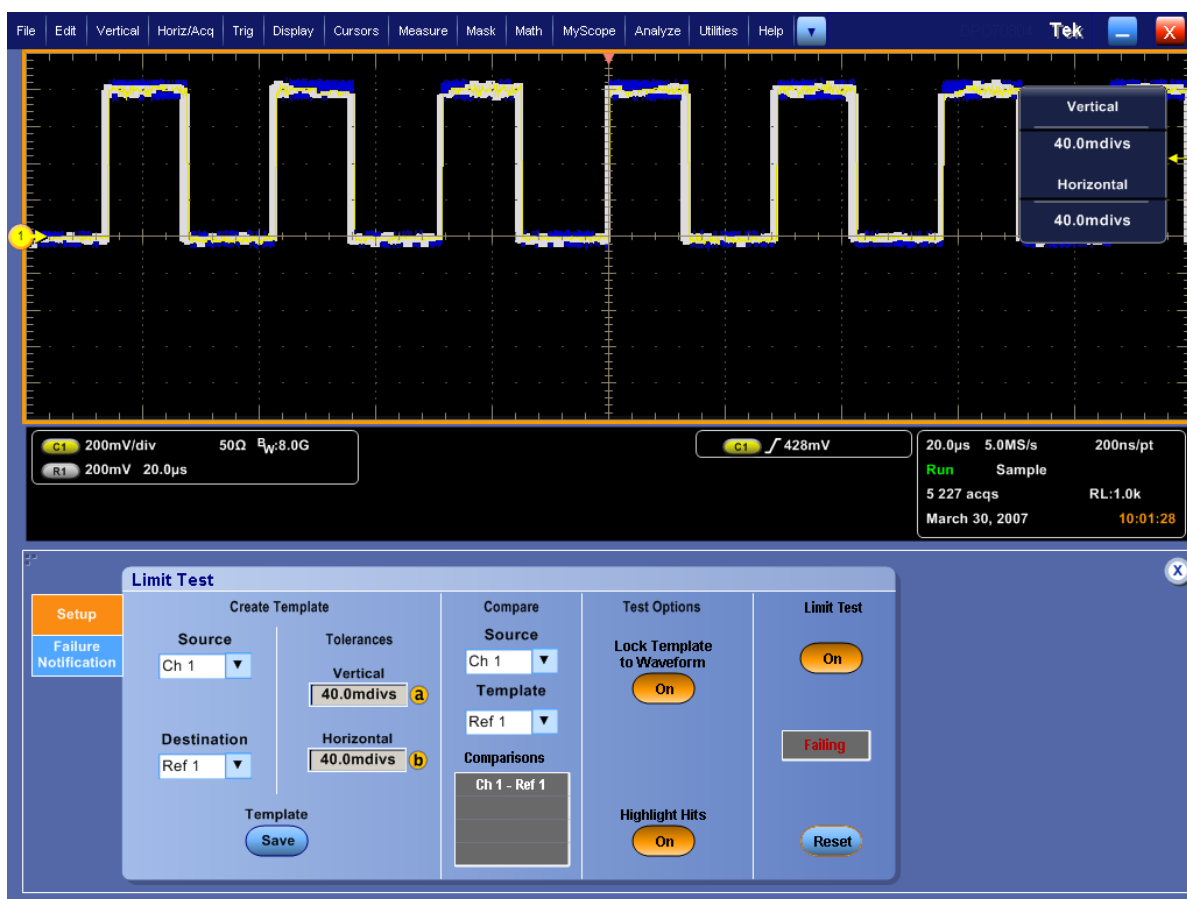 File Edit Vertical Horiz/Acq Trig Display Cursors Measure Mask Math MyScope Analyze Utilities Help Tek X
Vertical
40.0mdivs
Horizontal
40.0mdivs
1
C1 200mV/div 50Ω BW:8.0G
R1 200mV 20.0µs
C1 428mV
20.0µs 5.0MS/s 200ns/pt
Run Sample
5 227 acqs RL:1.0k
March 30, 2007 10:01:28
X
Limit Test
Setup
Failure
Notification
Create Template
Source
Ch 1
Destination
Ref 1
Tolerances
Vertical
40.0mdivs a
Horizontal
40.0mdivs b
Template
Save
Compare
Source
Ch 1
Template
Ref 1
Comparisons
Ch 1 - Ref 1
Test Options
Lock Template
to Waveform
On
Highlight Hits
On
Limit Test
On
Failing
Reset